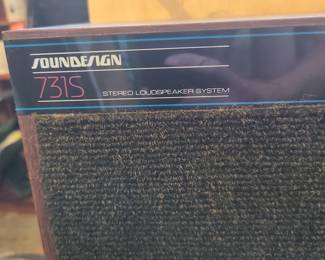 SOUNDESIGN
731S STEREO LOUDSPEAKER SYSTEM